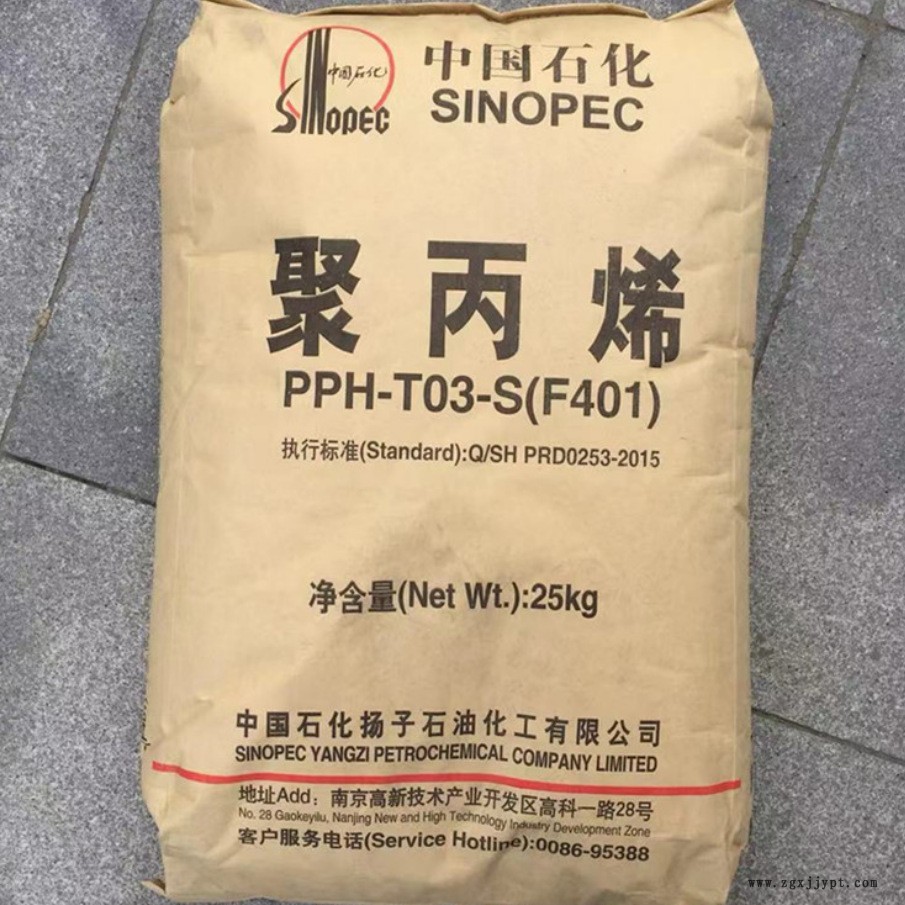 中国石化
SINOPEC
中国石化
SINOPEC
聚丙烯
PPH-T03-S(F401)
执行标准(Standard):Q/SH PRD0253-2015
净含量(Net Wt.):25kg
中国石化扬子石油化工有限公司
SINOPEC YANGZI PETROCHEMICAL COMPANY LIMITED
地址Add：南京高新技术产业开发区高科一路28号
No. 28 Gaokeyilu, Nanjing New and High Technology Industry Development Zone
客户服务电话(Service Hotline):0086-95388
www.zgxjjypt.com